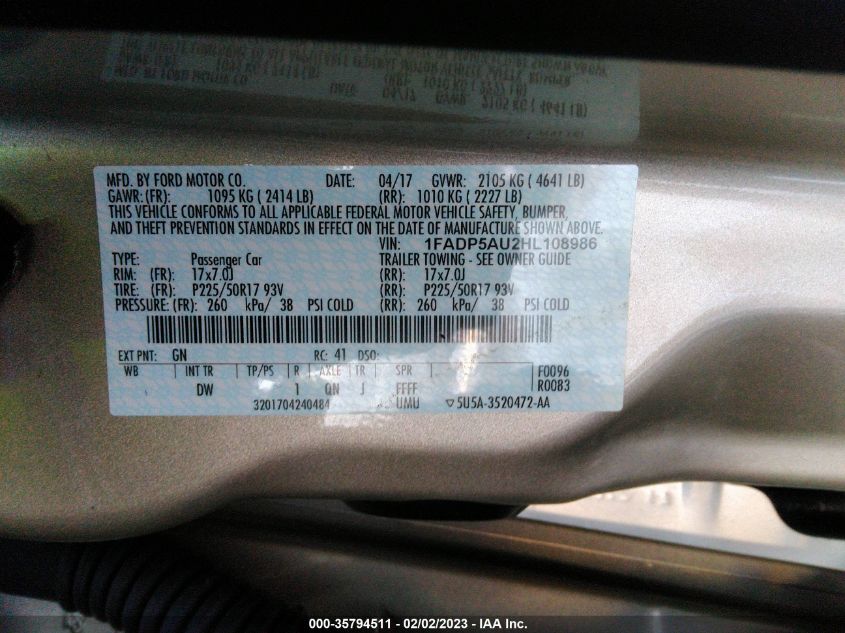 MFD. BY FORD MOTOR CO. DATE: 04/17 GVWR: 2105 KG ( 4641 LB)
GAWR: (FR): 1095 KG ( 2414 LB) (RR): 1010 KG ( 2227 LB)
THIS VEHICLE CONFORMS TO ALL APPLICABLE FEDERAL MOTOR VEHICLE SAFETY, BUMPER,
AND THEFT PREVENTION STANDARDS IN EFFECT ON THE DATE OF MANUFACTURE SHOWN ABOVE.
VIN: 1FADP5AU2HL108986
TYPE: Passenger Car TRAILER TOWING - SEE OWNER GUIDE
RIM: (FR): 17x7.0J (RR): 17x7.0J
TIRE: (FR): P225/50R17 93V (RR): P225/50R17 93V
PRESSURE: (FR): 260 kPa/ 38 PSI COLD (RR): 260 kPa/ 38 PSI COLD
EXT PNT: GN RC: 41 DSO:
WB INT TR TP/PS R AXLE TR SPR F0096
DW 1 QN J FFFF R0083
3201704240484 UMU ▽5U5A-3520472-AA
000-35794511 - 02/02/2023 - IAA Inc.